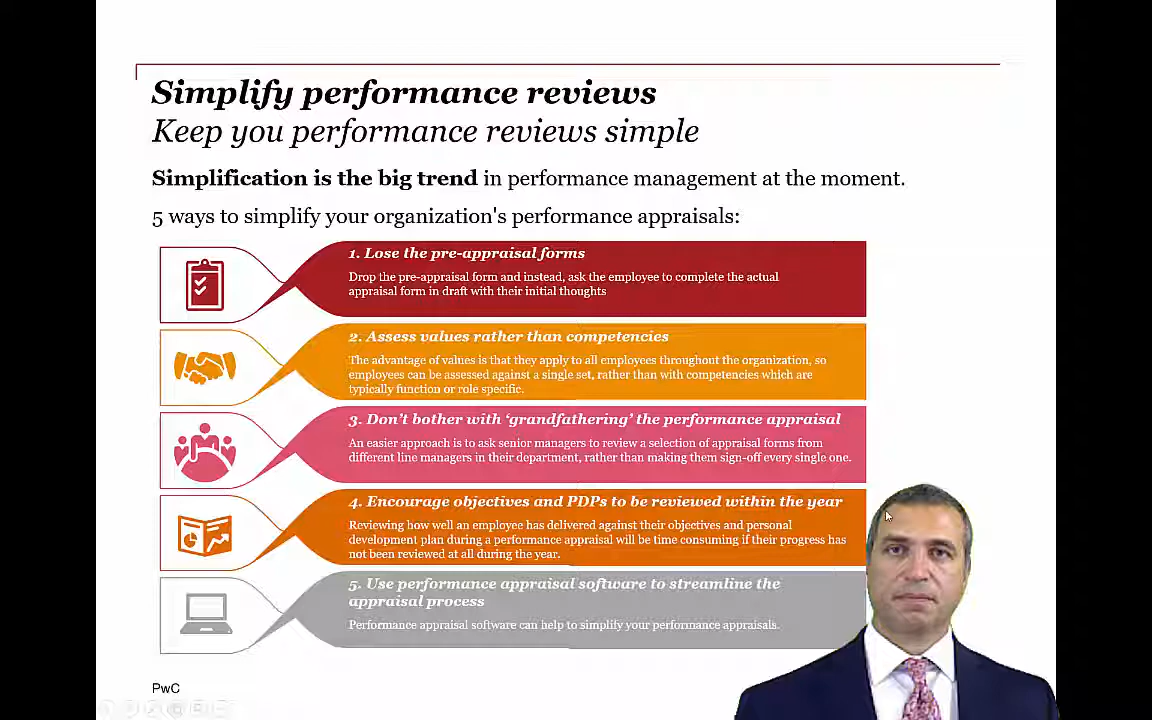 Simplify performance reviews
Keep you performance reviews simple
Simplification is the big trend in performance management at the moment.
5 ways to simplify your organization's performance appraisals:
1. Lose the pre-appraisal forms
Drop the pre-appraisal form and instead, ask the employee to complete the actual
appraisal form in draft with their initial thoughts
2. Assess values rather than competencies
The advantage of values is that they apply to all employees throughout the organization, so
employees can be assessed against a single set, rather than with competencies which are
typically function or role specific.
3. Don't bother with 'grandfathering' the performance appraisal
An easier approach is to ask senior managers to review a selection of appraisal forms from
different line managers in their department, rather than making them sign-off every single one.
4. Encourage objectives and PDPs to be reviewed within the year
Reviewing how well an employee has delivered against their objectives and personal
development plan during a performance appraisal will be time consuming if their progress has
not been reviewed at all during the year.
5. Use performance appraisal software to streamline the
appraisal process
Performance appraisal software can help to simplify your performance appraisals.
PwC